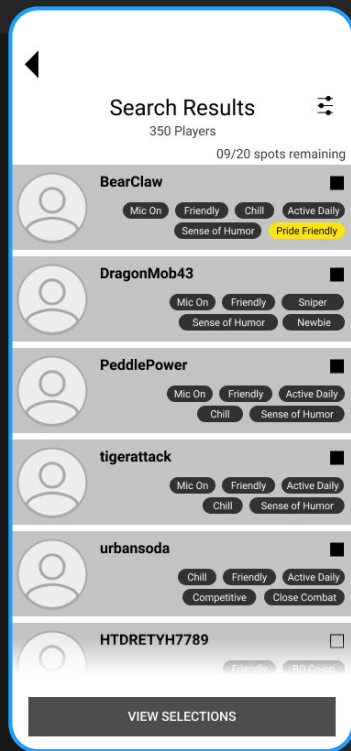 Search Results
350 Players
09/20 spots remaining
BearClaw
Mic On Friendly Chill Active Daily
Sense of Humor Pride Friendly
DragonMob43
Mic On Friendly Sniper
Sense of Humor Newbie
PeddlePower
Mic On Friendly Active Daily
Chill Sense of Humor
tigerattack
Mic On Friendly Active Daily
Chill Sense of Humor
urbansoda
Chill Friendly Active Daily
Competitive Close Combat
HTDRETYH7789
Friendly BO Co-op
VIEW SELECTIONS